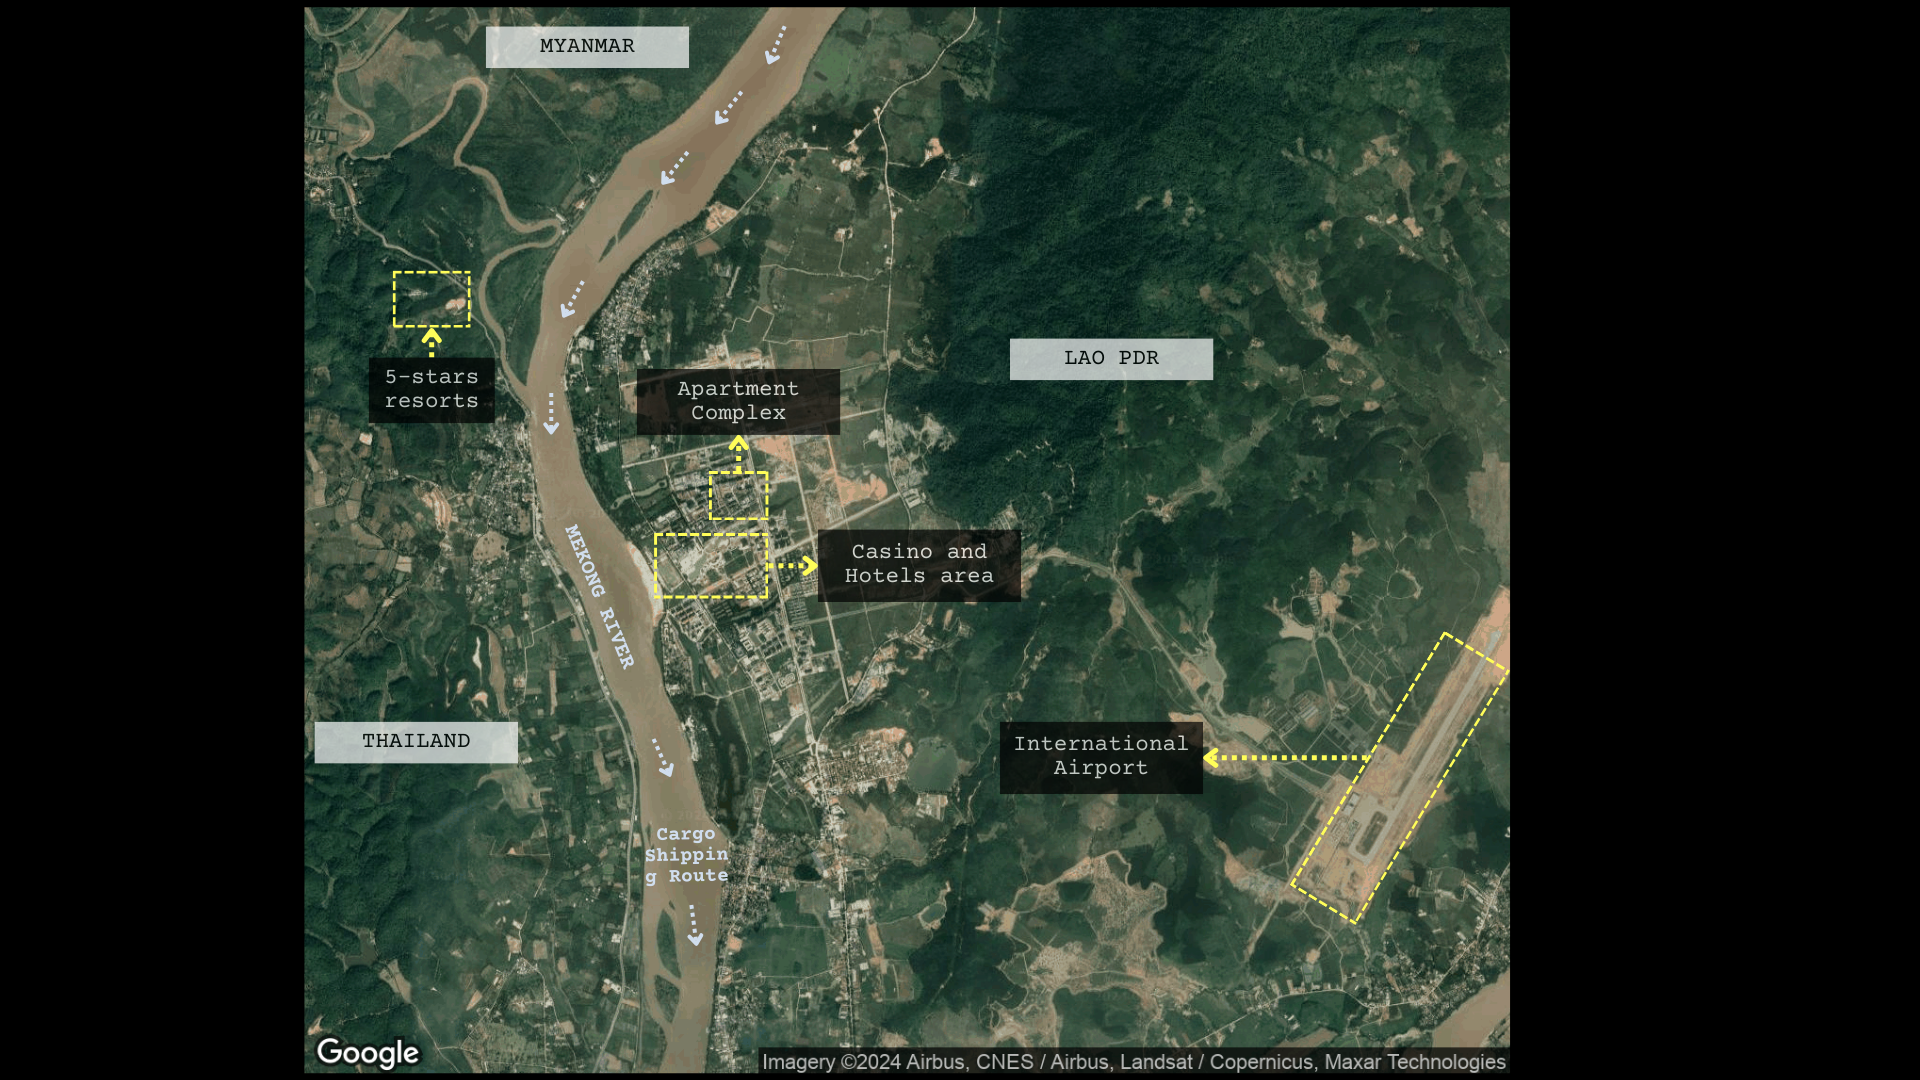 MYANMAR
5-stars
resorts
Apartment
Complex
LAO PDR
Casino and
Hotels area
MEKONG RIVER
THAILAND
International
Airport
Cargo
Shippin
g Route
Google
Imagery ©2024 Airbus, CNES / Airbus, Landsat / Copernicus, Maxar Technologies